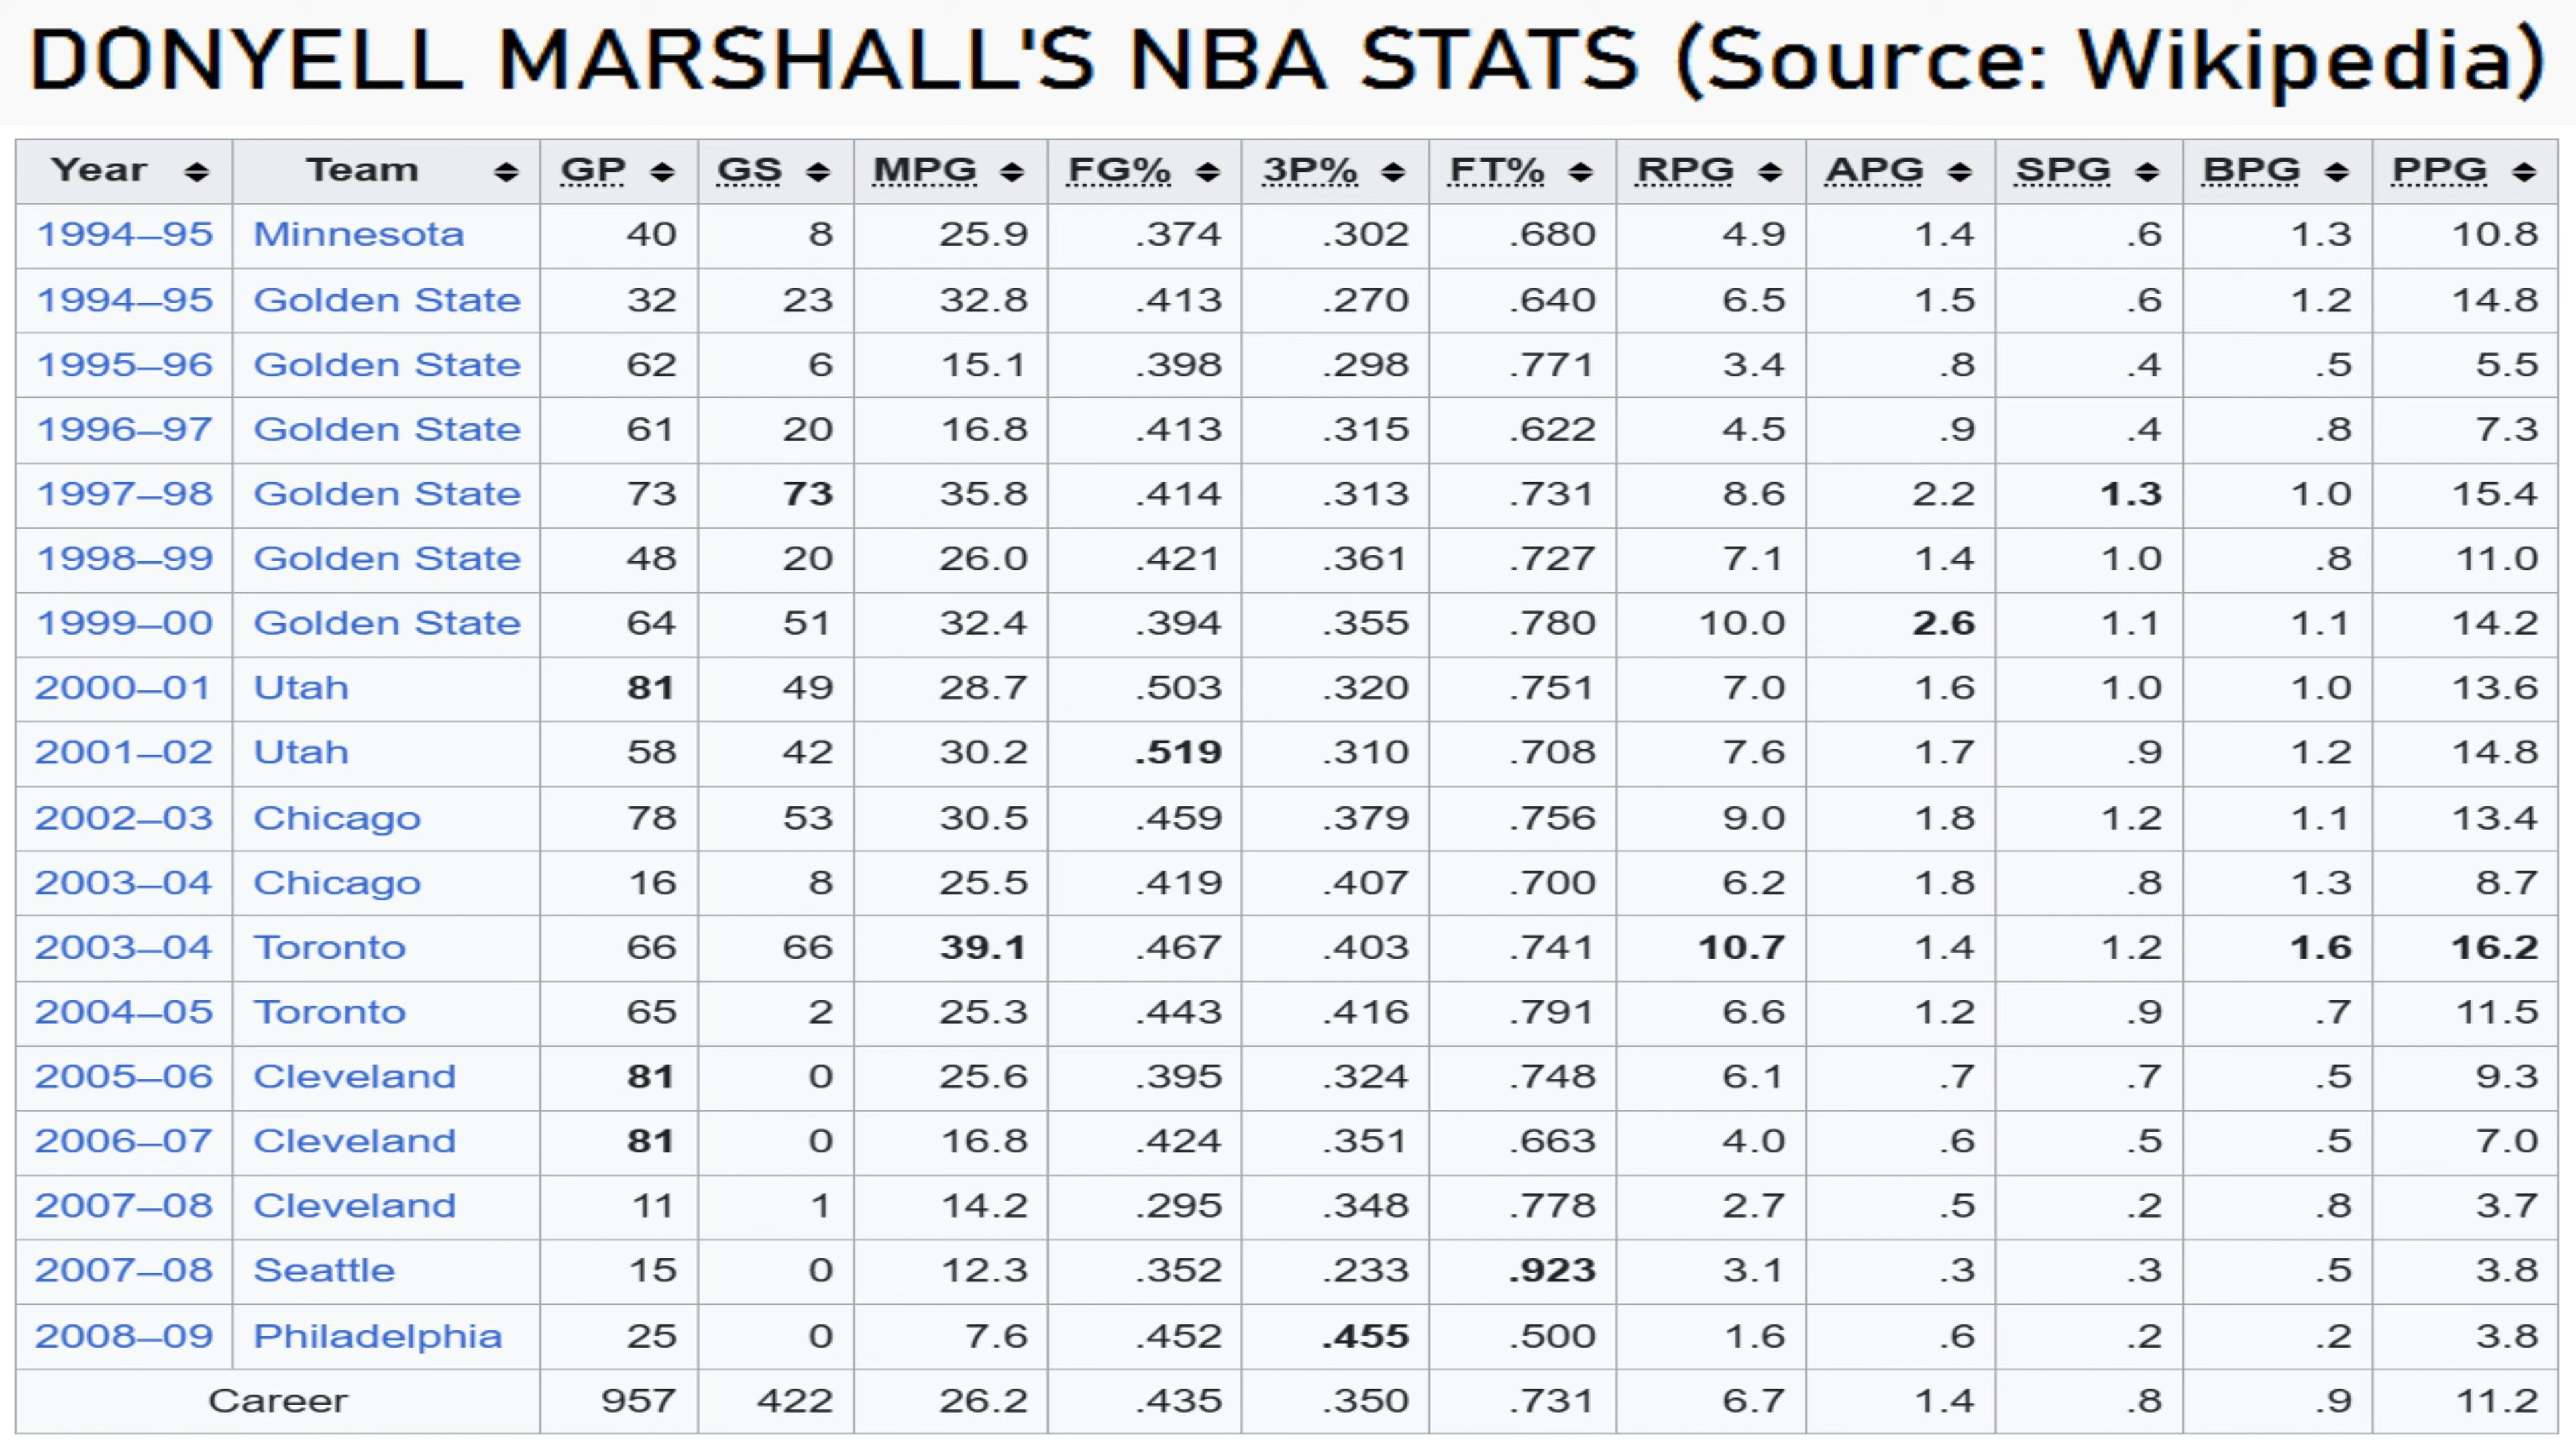 DONYELL MARSHALL'S NBA STATS (Source: Wikipedia)
Year Team GP GS MPG FG% 3P% FT% RPG APG SPG BPG PPG
1994–95 Minnesota 40 8 25.9 .374 .302 .680 4.9 1.4 .6 1.3 10.8
1994–95 Golden State 32 23 32.8 .413 .270 .640 6.5 1.5 .6 1.2 14.8
1995–96 Golden State 62 6 15.1 .398 .298 .771 3.4 .8 .4 .5 5.5
1996–97 Golden State 61 20 16.8 .413 .315 .622 4.5 .9 .4 .8 7.3
1997–98 Golden State 73 73 35.8 .414 .313 .731 8.6 2.2 1.3 1.0 15.4
1998–99 Golden State 48 20 26.0 .421 .361 .727 7.1 1.4 1.0 .8 11.0
1999–00 Golden State 64 51 32.4 .394 .355 .780 10.0 2.6 1.1 1.1 14.2
2000–01 Utah 81 49 28.7 .503 .320 .751 7.0 1.6 1.0 1.0 13.6
2001–02 Utah 58 42 30.2 .519 .310 .708 7.6 1.7 .9 1.2 14.8
2002–03 Chicago 78 53 30.5 .459 .379 .756 9.0 1.8 1.2 1.1 13.4
2003–04 Chicago 16 8 25.5 .419 .407 .700 6.2 1.8 .8 1.3 8.7
2003–04 Toronto 66 66 39.1 .467 .403 .741 10.7 1.4 1.2 1.6 16.2
2004–05 Toronto 65 2 25.3 .443 .416 .791 6.6 1.2 .9 .7 11.5
2005–06 Cleveland 81 0 25.6 .395 .324 .748 6.1 .7 .7 .5 9.3
2006–07 Cleveland 81 0 16.8 .424 .351 .663 4.0 .6 .5 .5 7.0
2007–08 Cleveland 11 1 14.2 .295 .348 .778 2.7 .5 .2 .8 3.7
2007–08 Seattle 15 0 12.3 .352 .233 .923 3.1 .3 .3 .5 3.8
2008–09 Philadelphia 25 0 7.6 .452 .455 .500 1.6 .6 .2 .2 3.8
Career 957 422 26.2 .435 .350 .731 6.7 1.4 .8 .9 11.2